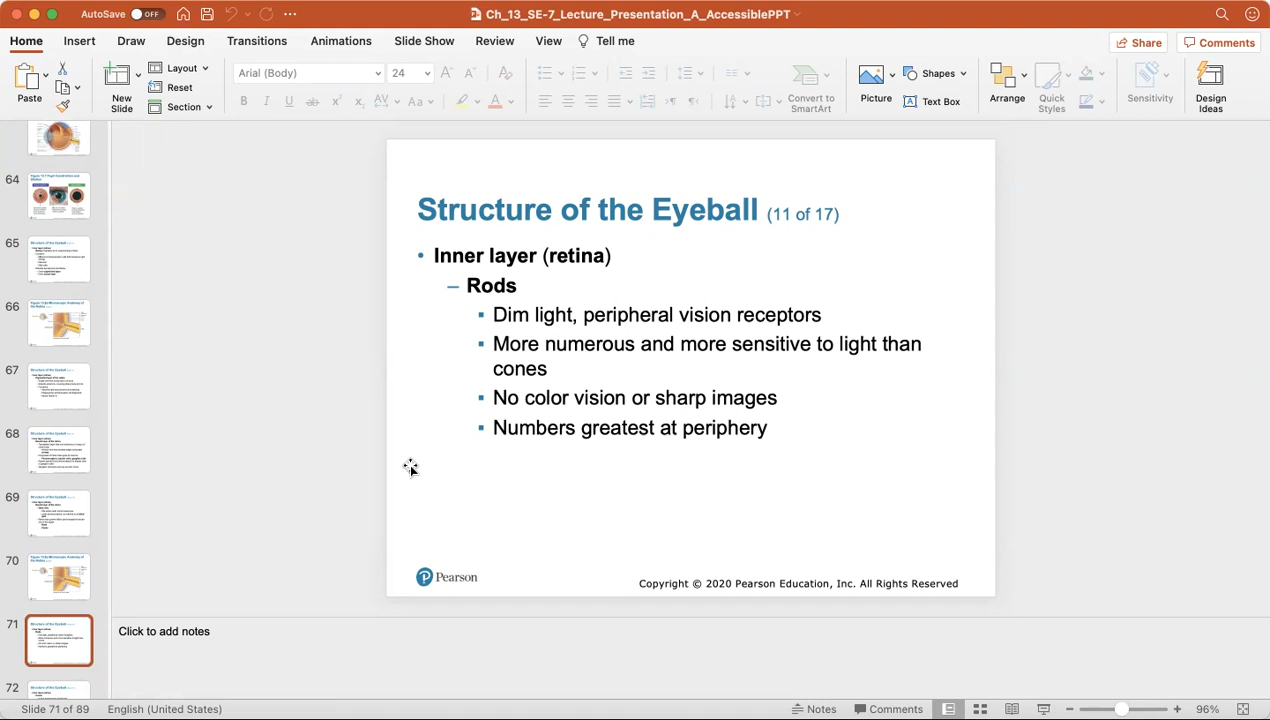 AutoSave OFF
Ch_13_SE-7_Lecture_Presentation_A_AccessiblePPT
Home Insert Draw Design Transitions Animations Slide Show Review View Tell me
Share Comments
Paste
New Slide
Layout
Reset
Section
Arial (Body) 24
Convert to SmartArt
Picture
Shapes
Text Box
Arrange
Quick Styles
Sensitivity
Design Ideas
64
65
66
67
68
69
70
71
72
Structure of the Eyeball (11 of 17)
• Inner layer (retina)
– Rods
▪ Dim light, peripheral vision receptors
▪ More numerous and more sensitive to light than
cones
▪ No color vision or sharp images
▪ Numbers greatest at periphery
Pearson
Copyright © 2020 Pearson Education, Inc. All Rights Reserved
Click to add notes
Slide 71 of 89 English (United States) Notes Comments 96%